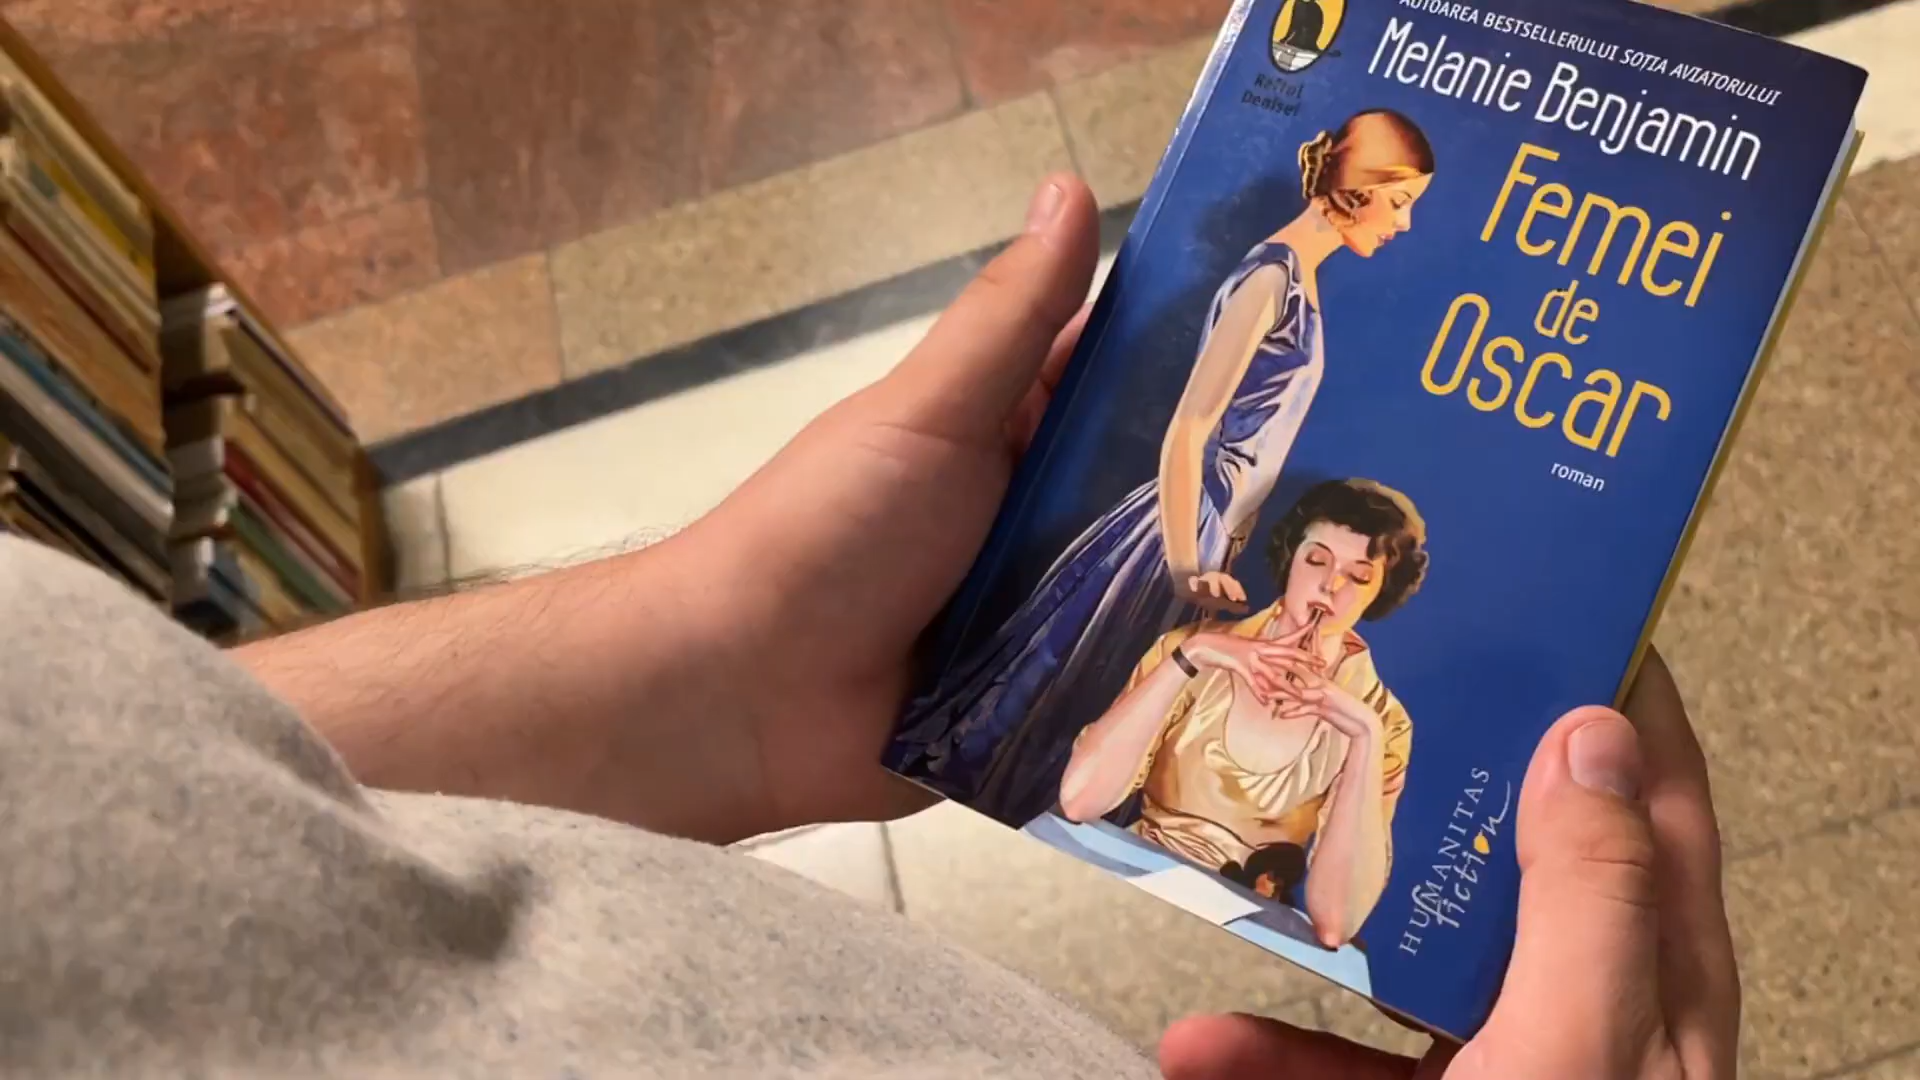 AUTOAREA BESTSELLERULUI SOȚIA AVIATORULUI
Melanie Benjamin
Raftul
Denisei
Femei
de
Oscar
roman
HUMANITAS
fiction